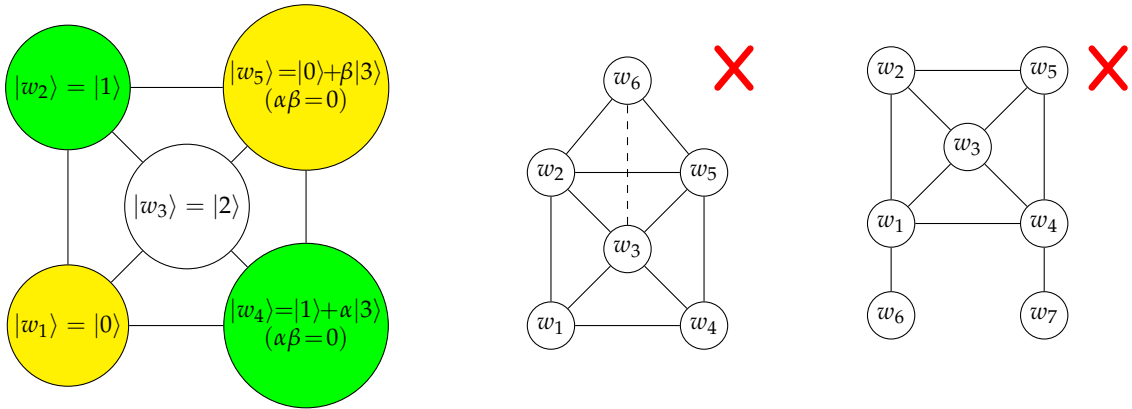 |w₂⟩ = |1⟩
|w₅⟩=|0⟩+β|3⟩
(αβ=0)
|w₃⟩ = |2⟩
|w₁⟩ = |0⟩
|w₄⟩=|1⟩+α|3⟩
(αβ=0)
w₆
w₂
w₅
w₃
w₁
w₄
w₂
w₅
w₃
w₁
w₄
w₆
w₇